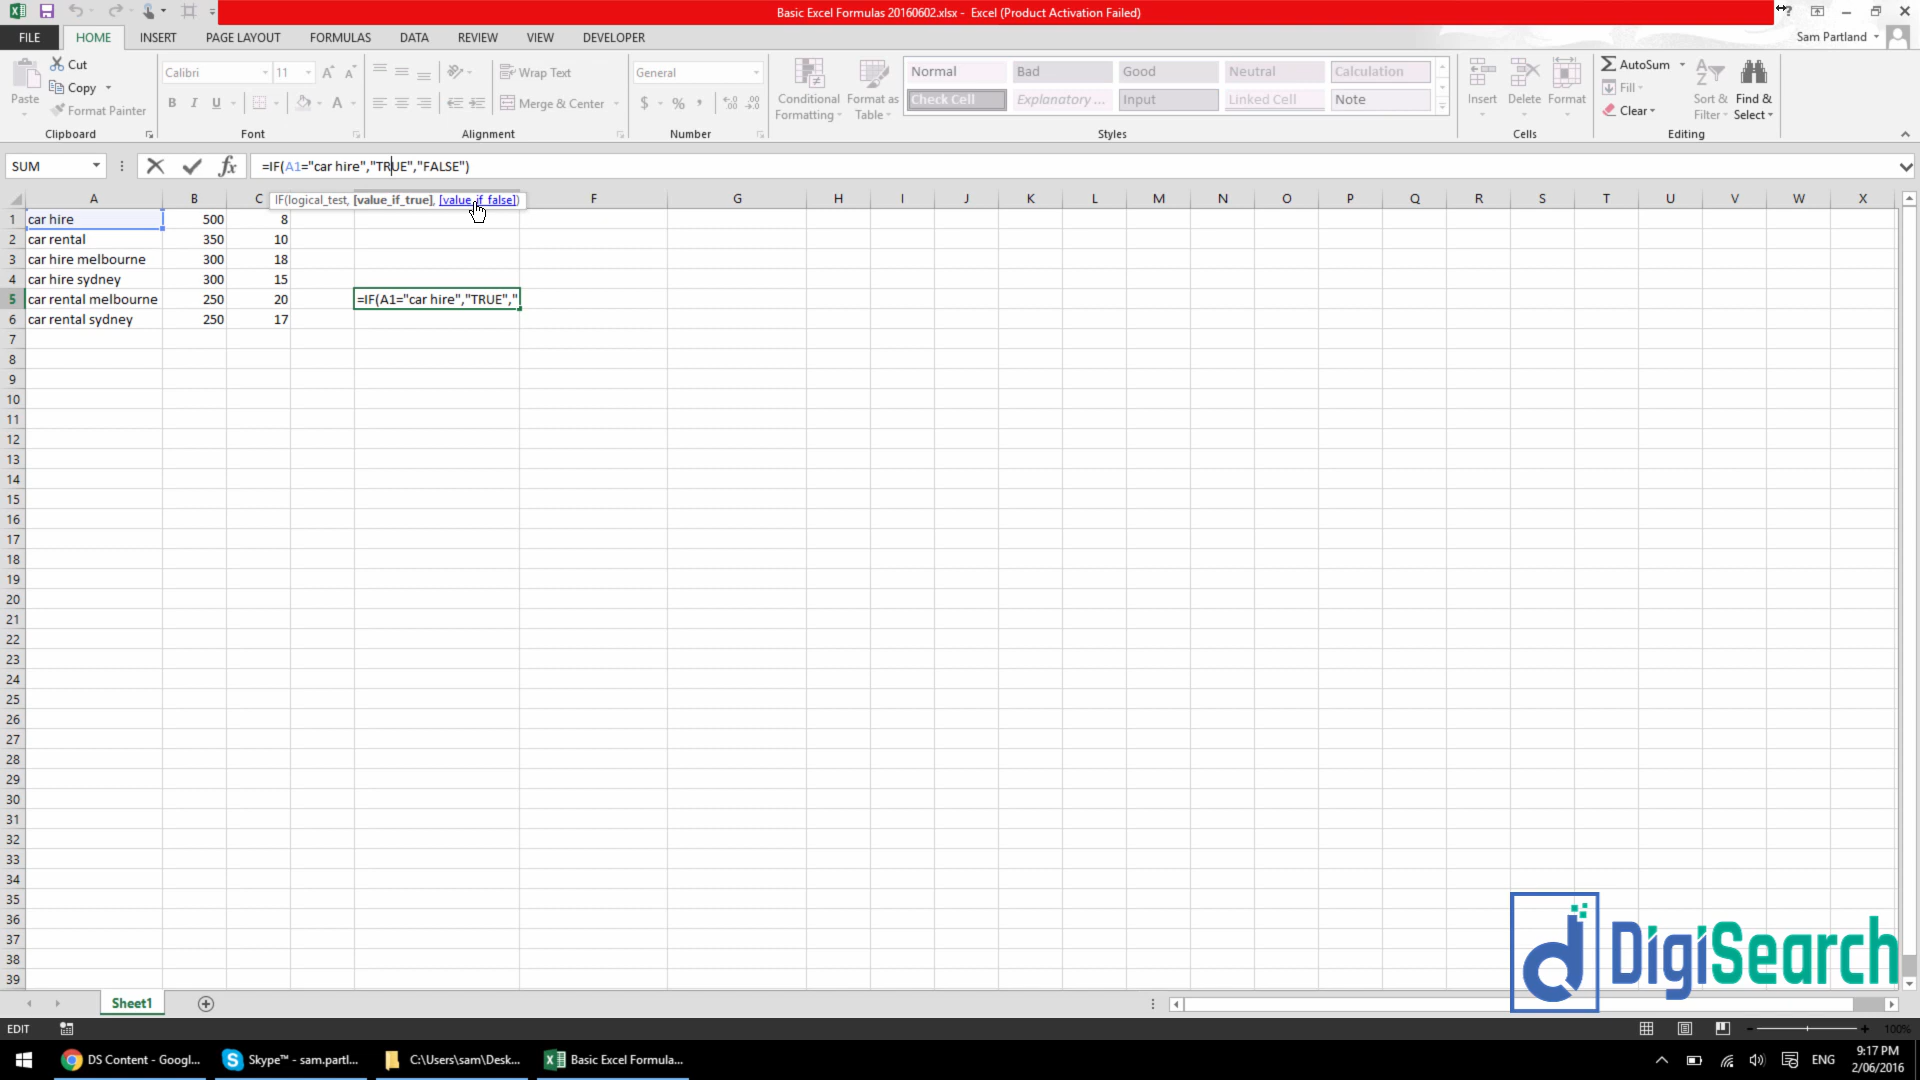 Basic Excel Formulas 20160602.xlsx - Excel (Product Activation Failed)
FILE HOME INSERT PAGE LAYOUT FORMULAS DATA REVIEW VIEW DEVELOPER Sam Partland
Paste Cut Copy Format Painter Clipboard
Calibri 11 B I U A Font
Wrap Text Merge & Center Alignment
General $ % Number
Conditional Formatting Format as Table
Normal Bad Good Neutral Calculation
Check Cell Explanatory ... Input Linked Cell Note
Styles
Insert Delete Format Cells
AutoSum Fill Clear Sort & Filter Find & Select Editing
SUM fx =IF(A1="car hire","TRUE","FALSE")
IF(logical_test, [value_if_true], [value_if_false])
A B C F G H I J K L M N O P Q R S T U V W X
1 car hire 500 8
2 car rental 350 10
3 car hire melbourne 300 18
4 car hire sydney 300 15
5 car rental melbourne 250 20 =IF(A1="car hire","TRUE","
6 car rental sydney 250 17
7
8
9
10
11
12
13
14
15
16
17
18
19
20
21
22
23
24
25
26
27
28
29
30
31
32
33
34
35
36
37
38
39
DigiSearch
Sheet1
EDIT 100%
DS Content - Googl... Skype™ - sam.partl... C:\Users\sam\Desk... Basic Excel Formula... ENG 9:17 PM
2/06/2016